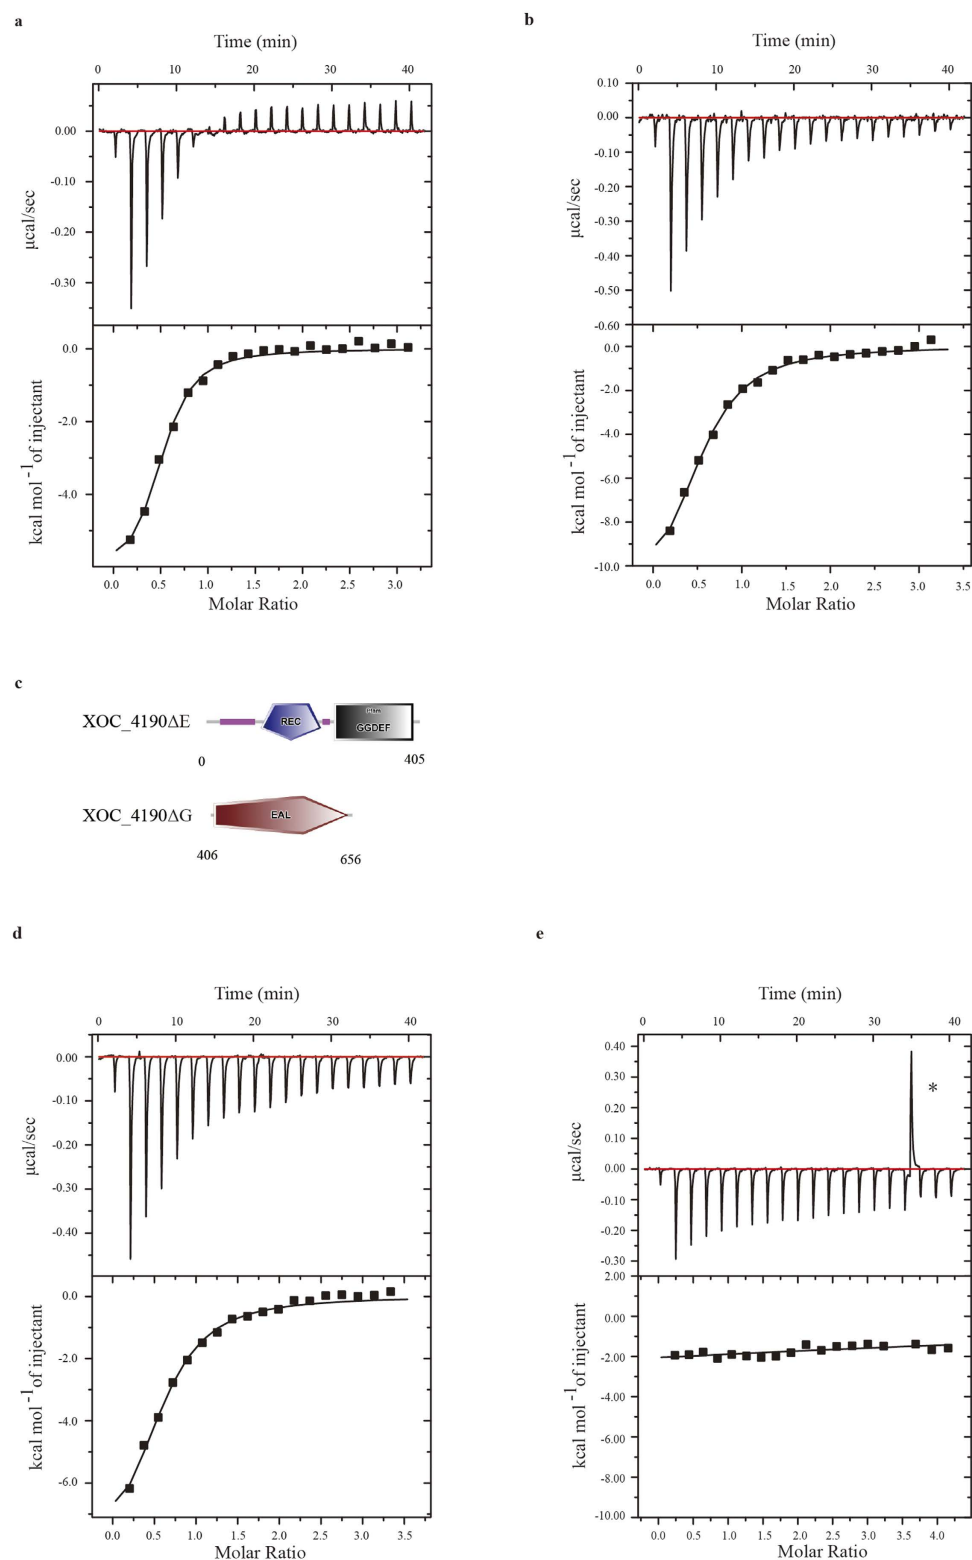 a
Time (min)
0 10 20 30 40
0.00
-0.10
-0.20
-0.30
μcal/sec
0.0
-2.0
-4.0
kcal mol⁻¹of injectant
0.0 0.5 1.0 1.5 2.0 2.5 3.0
Molar Ratio
b
Time (min)
0 10 20 30 40
0.10
0.00
-0.10
-0.20
-0.30
-0.40
-0.50
-0.60
μcal/sec
0.0
-2.0
-4.0
-6.0
-8.0
-10.0
kcal mol⁻¹of injectant
0.0 0.5 1.0 1.5 2.0 2.5 3.0 3.5
Molar Ratio
c
XOC_4190ΔE
REC
Pfam
GGDEF
0 405
XOC_4190ΔG
EAL
406 656
d
Time (min)
0 10 20 30 40
0.00
-0.10
-0.20
-0.30
-0.40
μcal/sec
0.0
-2.0
-4.0
-6.0
kcal mol⁻¹of injectant
0.0 0.5 1.0 1.5 2.0 2.5 3.0 3.5
Molar Ratio
e
Time (min)
0 10 20 30 40
0.40
0.30
0.20
0.10
0.00
-0.10
-0.20
-0.30
μcal/sec
*
2.00
0.00
-2.00
-4.00
-6.00
-8.00
-10.00
kcal mol⁻¹of injectant
0.0 0.5 1.0 1.5 2.0 2.5 3.0 3.5 4.0
Molar Ratio